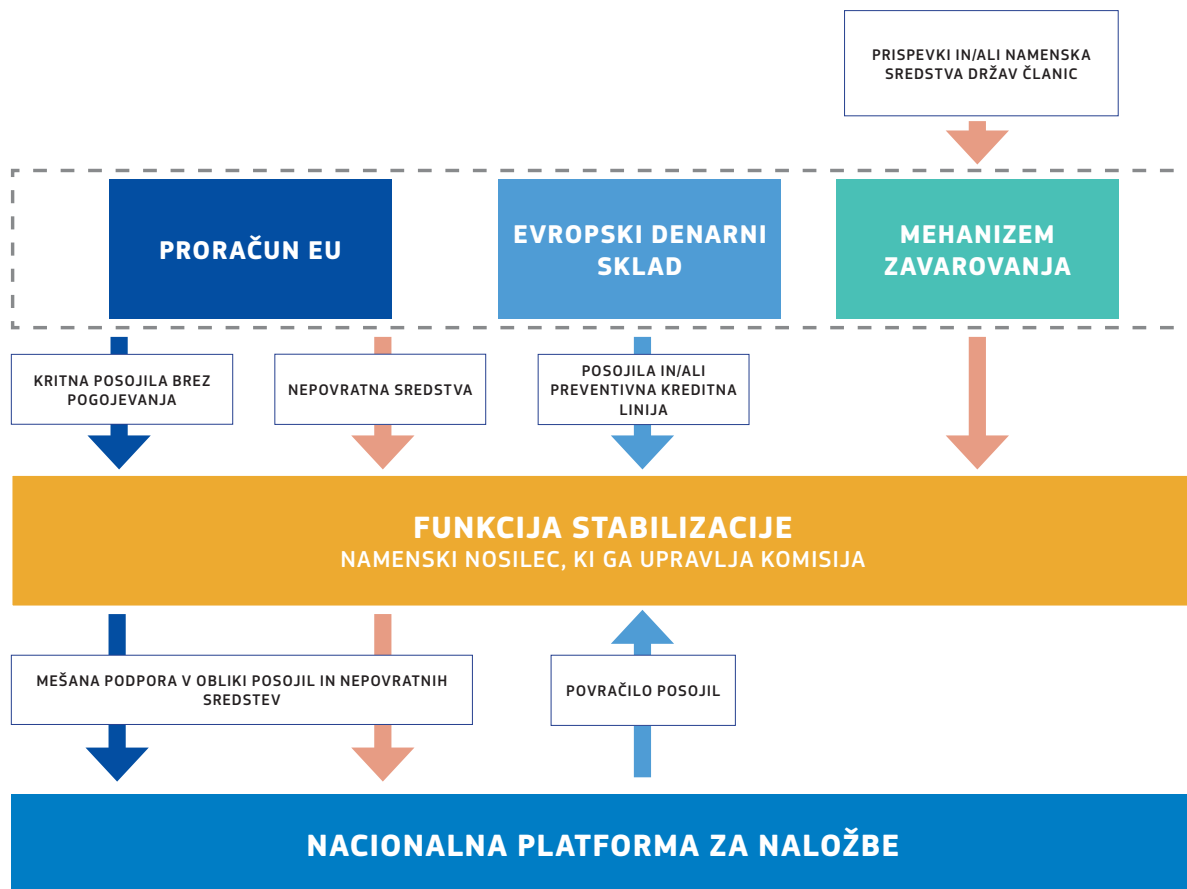 PRISPEVKI IN/ALI NAMENSKA
SREDSTVA DRŽAV ČLANIC
PRORAČUN EU
EVROPSKI DENARNI
SKLAD
MEHANIZEM
ZAVAROVANJA
KRITNA POSOJILA BREZ
POGOJEVANJA
NEPOVRATNA SREDSTVA
POSOJILA IN/ALI
PREVENTIVNA KREDITNA
LINIJA
FUNKCIJA STABILIZACIJE
NAMENSKI NOSILEC, KI GA UPRAVLJA KOMISIJA
MEŠANA PODPORA V OBLIKI POSOJIL IN NEPOVRATNIH
SREDSTEV
POVRAČILO POSOJIL
NACIONALNA PLATFORMA ZA NALOŽBE